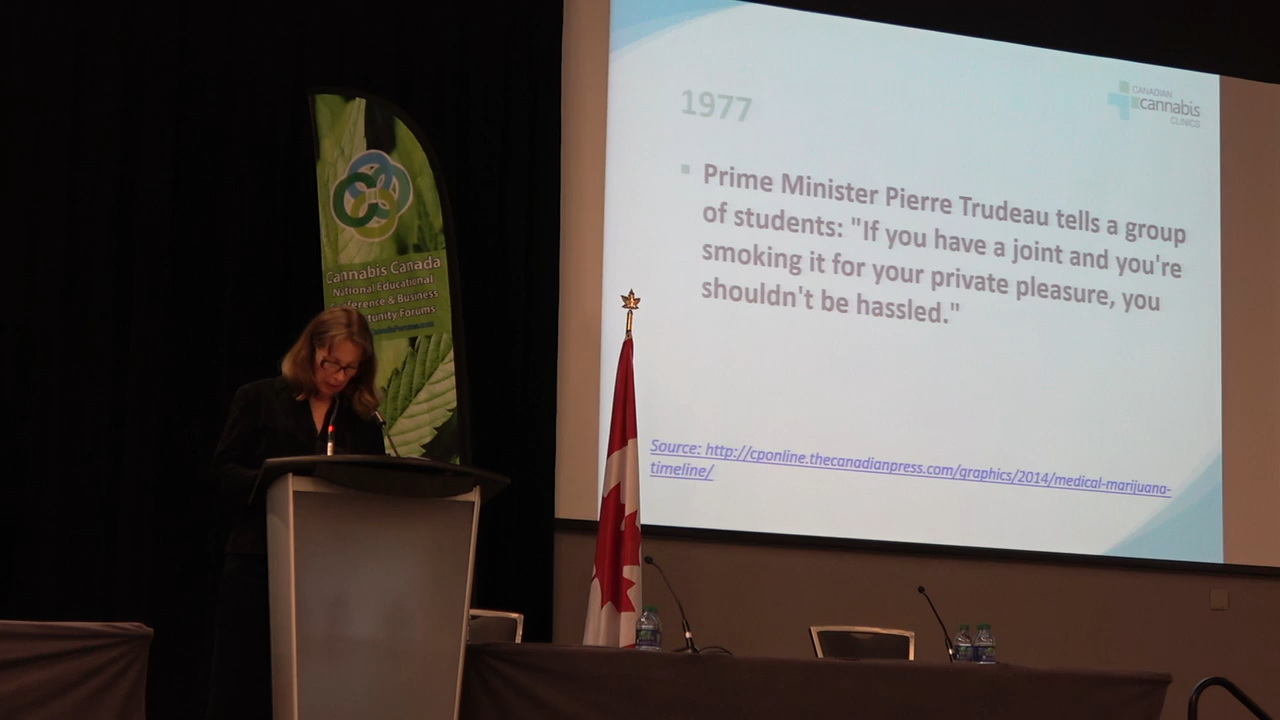 Cannabis Canada
National Educational
ference & Business
tunity Forums
1977
CANADIAN
cannabis
CLINICS
Prime Minister Pierre Trudeau tells a group
of students: "If you have a joint and you're
smoking it for your private pleasure, you
shouldn't be hassled."
Source: http://cponline.thecanadianpress.com/graphics/2014/medical-marijuana-
timeline/